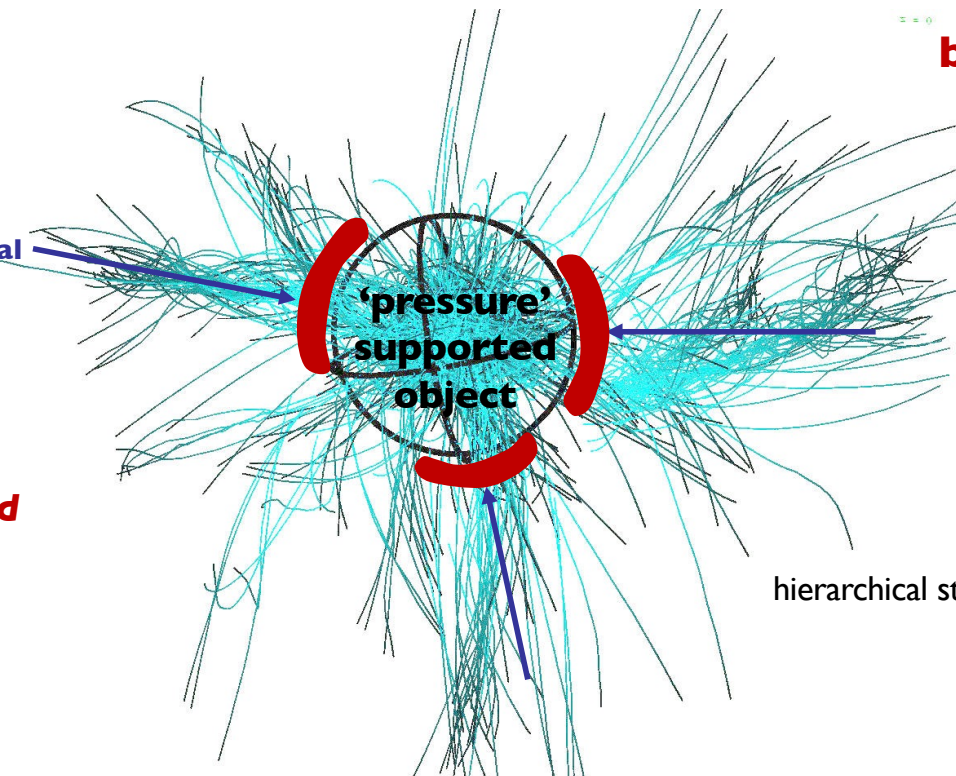 b
al
‘pressure’
supported
object
d
hierarchical st